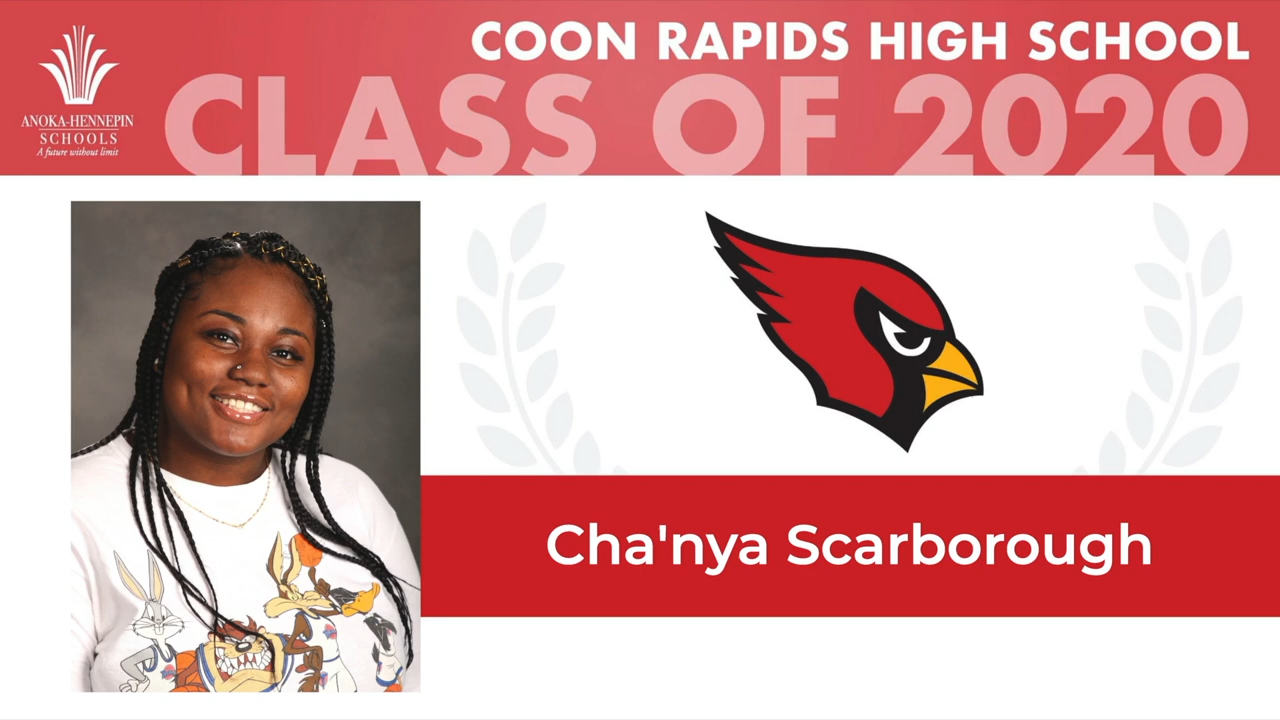 COON RAPIDS HIGH SCHOOL
CLASS OF 2020
ANOKA-HENNEPIN
SCHOOLS
A future without limit
Cha'nya Scarborough